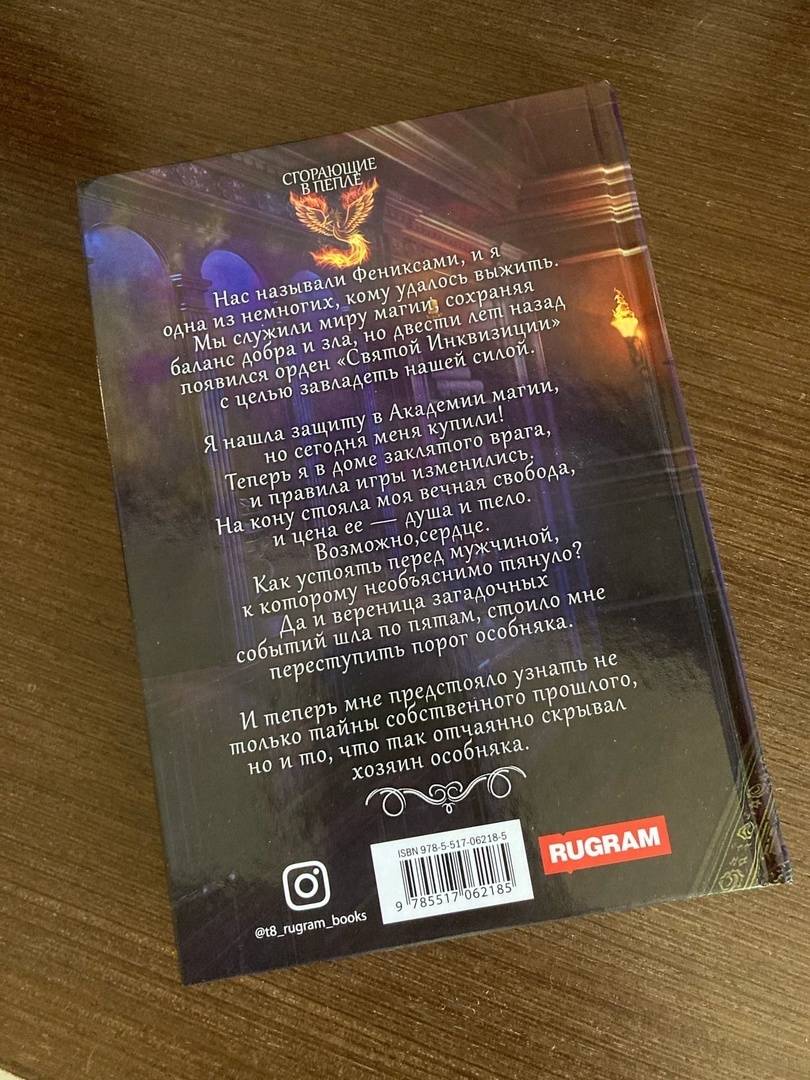 СГОРАЮЩИЕ
В ПЕПЛЕ
Нас называли Фениксами, и я
одна из немногих, кому удалось выжить.
Мы служили миру магии, сохраняя
баланс добра и зла, но двести лет назад
появился орден «Святой Инквизиции»
с целью завладеть нашей силой.
Я нашла защиту в Академии магии,
но сегодня меня купили!
Теперь я в доме заклятого врага,
и правила игры изменились,
На кону стояла моя вечная свобода,
и цена ее — душа и тело.
Возможно,сердце.
Как устоять перед мужчиной,
к которому необъяснимо тянуло?
Да и вереница загадочных
событий шла по пятам, стоило мне
переступить порог особняка.
И теперь мне предстояло узнать не
только тайны собственного прошлого,
но и то, что так отчаянно скрывал
хозяин особняка.
ISBN 978-5-517-06218-5
9 785517 062185
RUGRAM
@t8_rugram_books